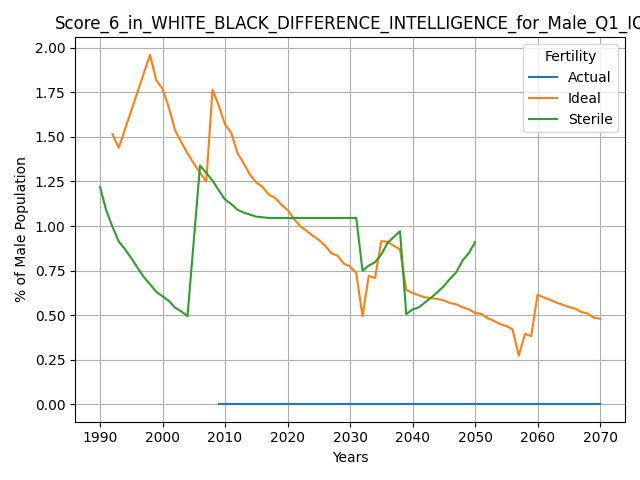 Score_6_in_WHITE_BLACK_DIFFERENCE_INTELLIGENCE_for_Male_Q1_IQ
Fertility
Actual
Ideal
Sterile
% of Male Population
2.00
1.75
1.50
1.25
1.00
0.75
0.50
0.25
0.00
1990 2000 2010 2020 2030 2040 2050 2060 2070
Years